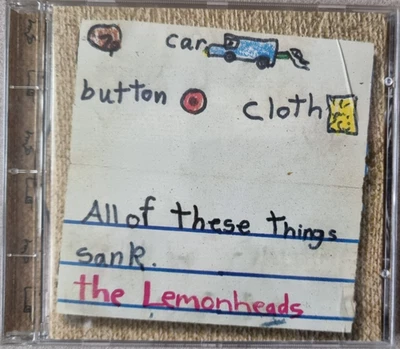 car
button
cloth
All of these things
sank.
the Lemonheads